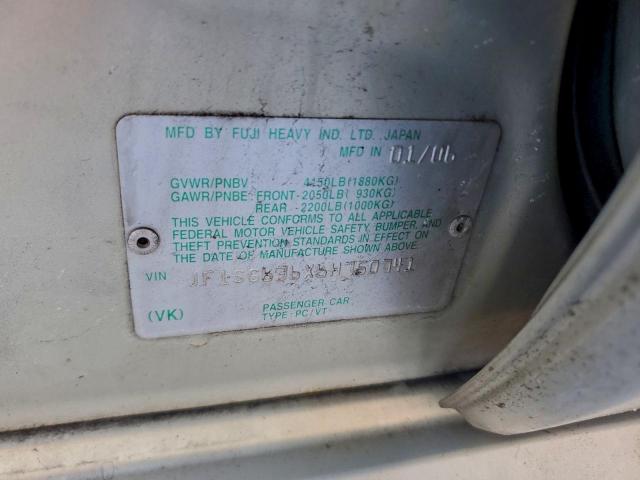 MFD BY FUJI HEAVY IND. LTD. JAPAN
MFD IN 01/06
GVWR/PNBV 4150LB(1880KG)
GAWR/PNBE: FRONT-2050LB( 930KG)
REAR -2200LB(1000KG)
THIS VEHICLE CONFORMS TO ALL APPLICABLE
FEDERAL MOTOR VEHICLE SAFETY, BUMPER, AND
THEFT PREVENTION STANDARDS IN EFFECT ON
THE DATE OF MANUFACTURE SHOWN ABOVE.
VIN
(VK)
PASSENGER CAR
TYPE:PC/VT